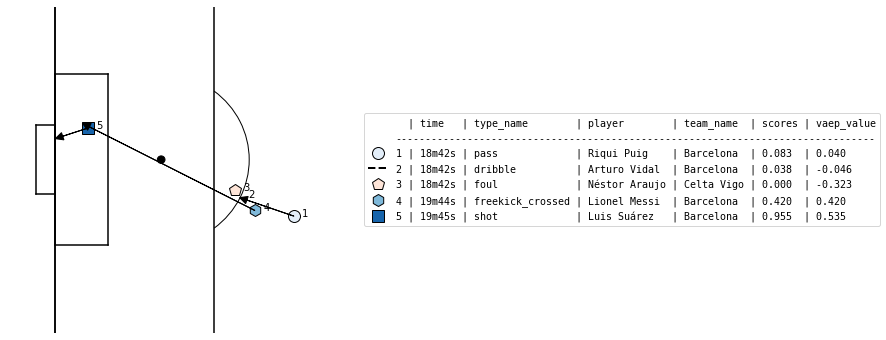 | time | type_name | player | team_name | scores | vaep_value
--------------------------------------------------------------------------------
1 | 18m42s | pass | Riqui Puig | Barcelona | 0.083 | 0.040
2 | 18m42s | dribble | Arturo Vidal | Barcelona | 0.038 | -0.046
3 | 18m42s | foul | Néstor Araujo | Celta Vigo | 0.000 | -0.323
4 | 19m44s | freekick_crossed | Lionel Messi | Barcelona | 0.420 | 0.420
5 | 19m45s | shot | Luis Suárez | Barcelona | 0.955 | 0.535
5
3
2
4
1